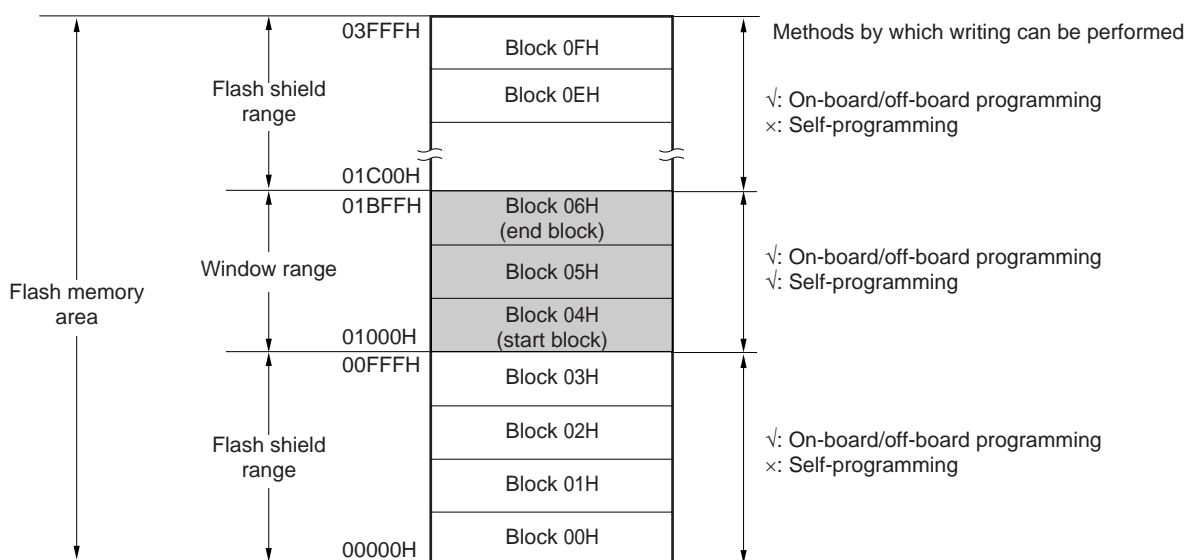 03FFFH
Block 0FH
Methods by which writing can be performed
Flash shield
range
Block 0EH
√: On-board/off-board programming
×: Self-programming
01C00H
01BFFH
Block 06H
(end block)
Window range
Block 05H
√: On-board/off-board programming
√: Self-programming
Flash memory
area
01000H
Block 04H
(start block)
00FFFH
Block 03H
Flash shield
range
Block 02H
√: On-board/off-board programming
×: Self-programming
Block 01H
Block 00H
00000H